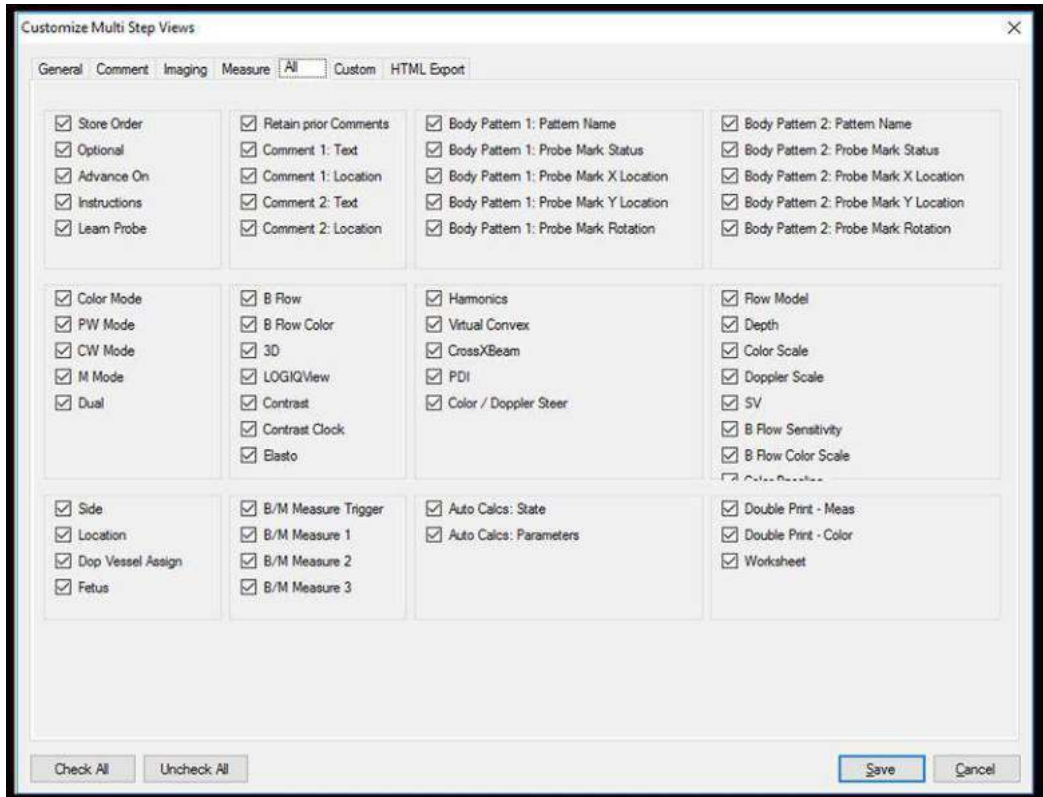 Customize Multi Step Views
General Comment Imaging Measure All Custom HTML Export
Store Order
Optional
Advance On
Instructions
Learn Probe
Retain prior Comments
Comment 1: Text
Comment 1: Location
Comment 2: Text
Comment 2: Location
Body Pattern 1: Pattern Name
Body Pattern 1: Probe Mark Status
Body Pattern 1: Probe Mark X Location
Body Pattern 1: Probe Mark Y Location
Body Pattern 1: Probe Mark Rotation
Body Pattern 2: Pattern Name
Body Pattern 2: Probe Mark Status
Body Pattern 2: Probe Mark X Location
Body Pattern 2: Probe Mark Y Location
Body Pattern 2: Probe Mark Rotation
Color Mode
PW Mode
CW Mode
M Mode
Dual
B Flow
B Flow Color
3D
LOGIQView
Contrast
Contrast Clock
Elasto
Harmonics
Virtual Convex
CrossXBeam
PDI
Color / Doppler Steer
Flow Model
Depth
Color Scale
Doppler Scale
SV
B Flow Sensitivity
B Flow Color Scale
Side
Location
Dop Vessel Assign
Fetus
B/M Measure Trigger
B/M Measure 1
B/M Measure 2
B/M Measure 3
Auto Calcs: State
Auto Calcs: Parameters
Double Print - Meas
Double Print - Color
Worksheet
Check All Uncheck All Save Cancel